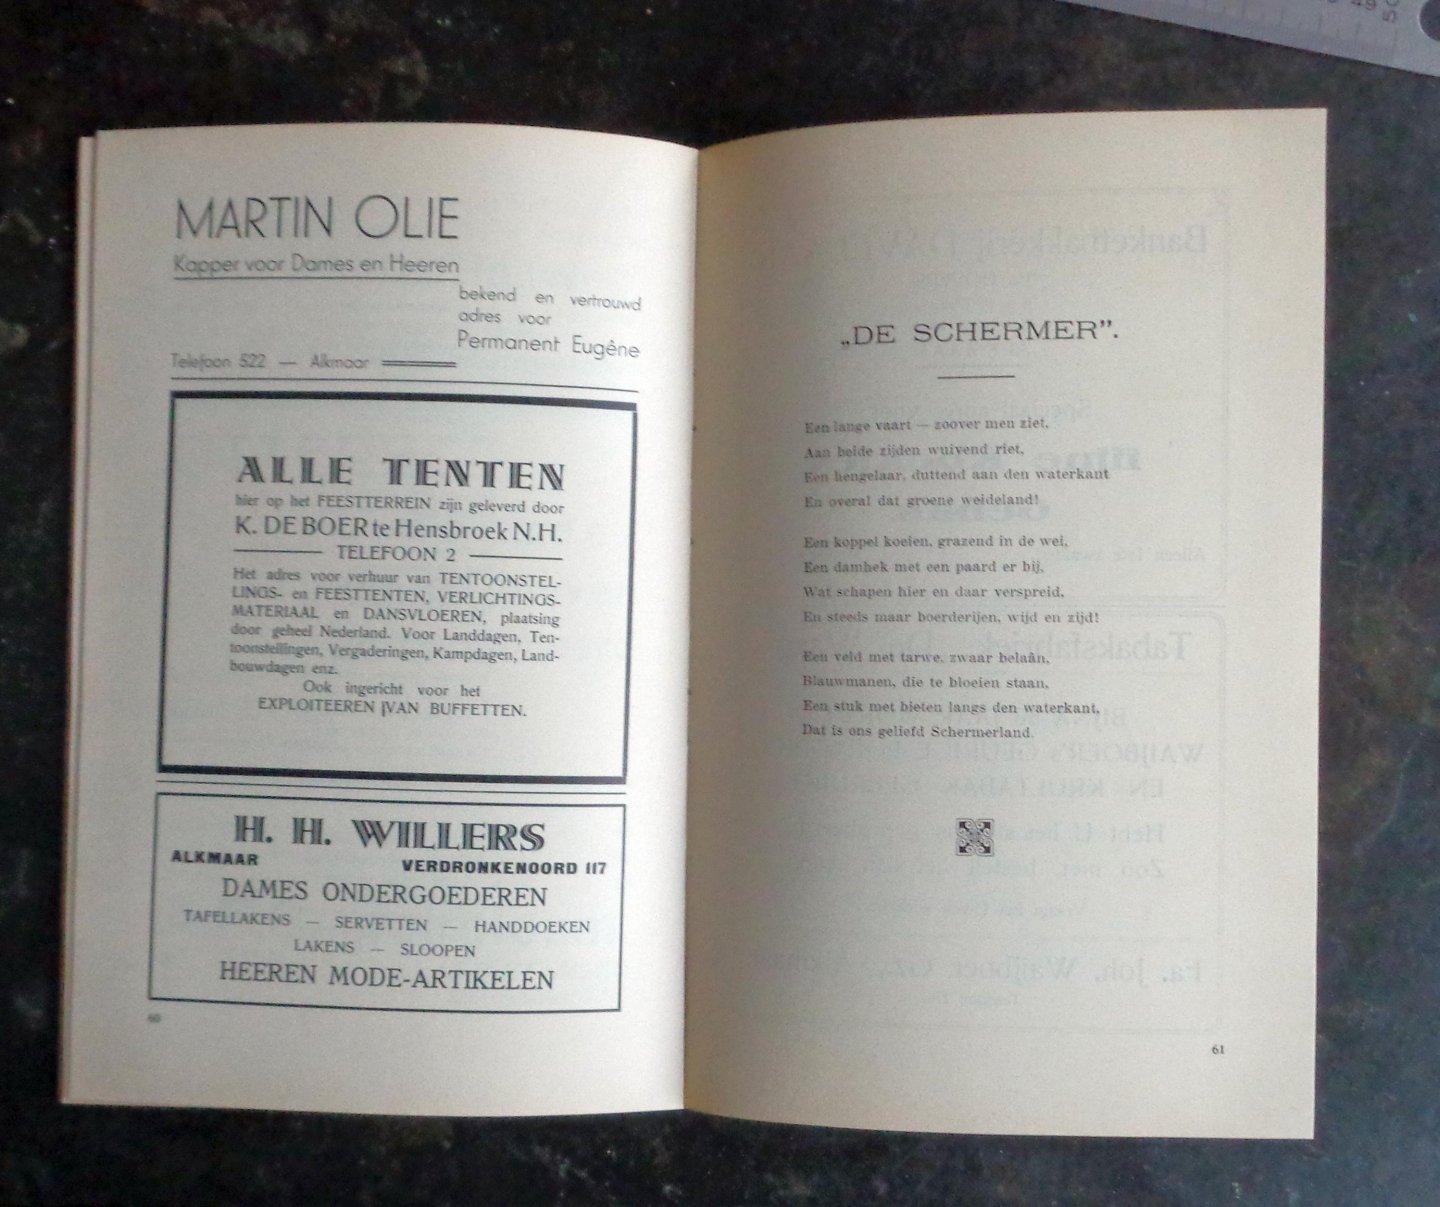 MARTIN OLIE
Kapper voor Dames en Heeren
bekend en vertrouwd
adres voor
Permanent Eugêne
Telefoon 522 — Alkmaar
ALLE TENTEN
hier op het FEESTTERREIN zijn geleverd door
K. DE BOER te Hensbroek N.H.
TELEFOON 2
Het adres voor verhuur van TENTOONSTEL-
LINGS- en FEESTTENTEN, VERLICHTINGS-
MATERIAAL en DANSVLOEREN, plaatsing
door geheel Nederland. Voor Landdagen, Ten-
toonstellingen, Vergaderingen, Kampdagen, Land-
bouwdagen enz.
Ook ingericht voor het
EXPLOITEEREN VAN BUFFETTEN.
H. H. WILLERS
ALKMAAR VERDRONKENOORD 117
DAMES ONDERGOEDEREN
TAFELLAKENS — SERVETTEN — HANDDOEKEN
LAKENS — SLOOPEN
HEEREN MODE-ARTIKELEN
60
„DE SCHERMER”.
Een lange vaart — zoover men ziet,
Aan beide zijden wuivend riet,
Een hengelaar, duttend aan den waterkant
En overal dat groene weideland!
Een koppel koeien, grazend in de wei,
Een damhek met een paard er bij,
Wat schapen hier en daar verspreid,
En steeds maar boerderijen, wijd en zijd!
Een veld met tarwe, zwaar belaân,
Blauwmanen, die te bloeien staan,
Een stuk met bieten langs den waterkant,
Dat is ons geliefd Schermerland.
61
49 50